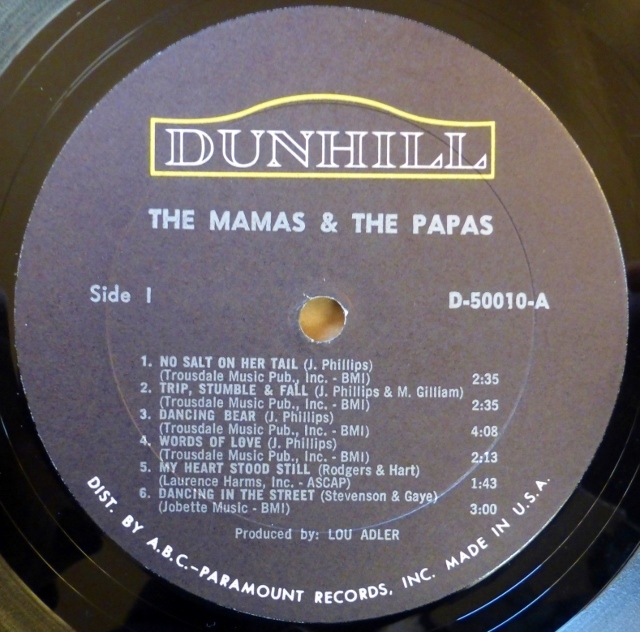 DUNHILL
THE MAMAS & THE PAPAS
Side 1
D-50010-A
1. NO SALT ON HER TAIL (J. Phillips)
(Trousdale Music Pub., Inc. - BMI) 2:35
2. TRIP, STUMBLE & FALL (J. Phillips & M. Gilliam)
(Trousdale Music Pub., Inc. - BMI) 2:35
3. DANCING BEAR (J. Phillips)
(Trousdale Music Pub., Inc. - BMI) 4:08
4. WORDS OF LOVE (J. Phillips)
(Trousdale Music Pub., Inc. - BMI) 2:13
5. MY HEART STOOD STILL (Rodgers & Hart)
(Laurence Harms, Inc. - ASCAP) 1:43
6. DANCING IN THE STREET (Stevenson & Gaye)
(Jobette Music - BMI) 3:00
Produced by: LOU ADLER
DIST. BY A.B.C.-PARAMOUNT RECORDS, INC. MADE IN U.S.A.